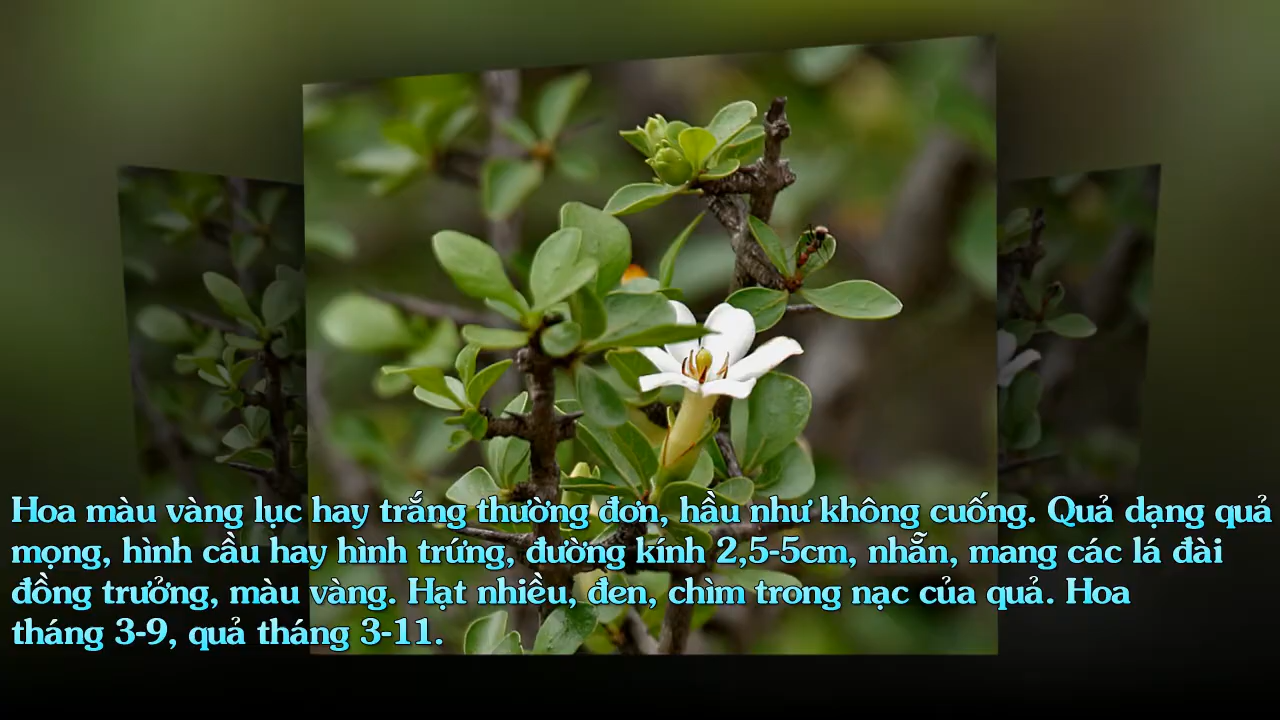 Hoa màu vàng lục hay trắng thường đơn, hầu như không cuống. Quả dạng quả
mọng, hình cầu hay hình trứng, đường kính 2,5-5cm, nhẵn, mang các lá đài
đồng trưởng, màu vàng. Hạt nhiều, đen, chìm trong nạc của quả. Hoa
tháng 3-9, quả tháng 3-11.